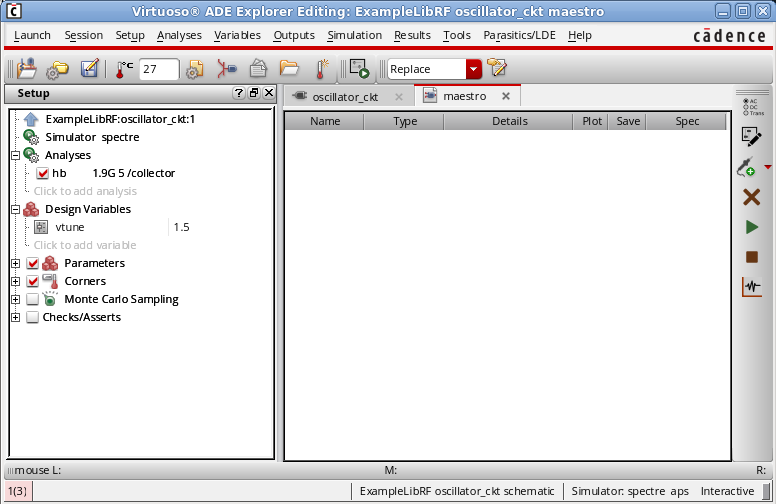 Virtuoso® ADE Explorer Editing: ExampleLibRF oscillator_ckt maestro
Launch Session Setup Analyses Variables Outputs Simulation Results Tools Parasitics/LDE Help
cādence
°C 27 Replace
Setup ? oscillator_ckt maestro
AC
DC
Trans
Name Type Details Plot Save Spec
ExampleLibRF:oscillator_ckt:1
Simulator spectre
Analyses
hb 1.9G 5 /collector
Click to add analysis
Design Variables
vtune 1.5
Click to add variable
Parameters
Corners
Monte Carlo Sampling
Checks/Asserts
mouse L: M: R:
1(3) ExampleLibRF oscillator_ckt schematic Simulator: spectre aps Interactive